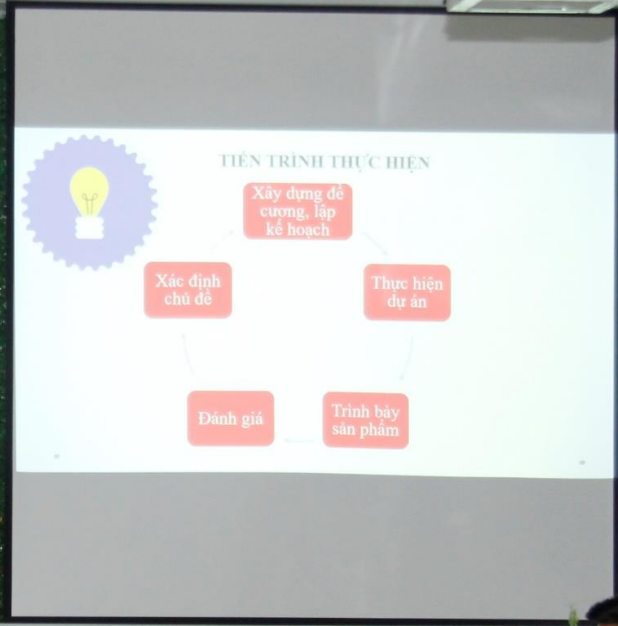 TIẾN TRÌNH THỰC HIỆN
Xây dựng đề
cương, lập
kế hoạch
Thực hiện
dự án
Trình bày
sản phẩm
Đánh giá
Xác định
chủ đề